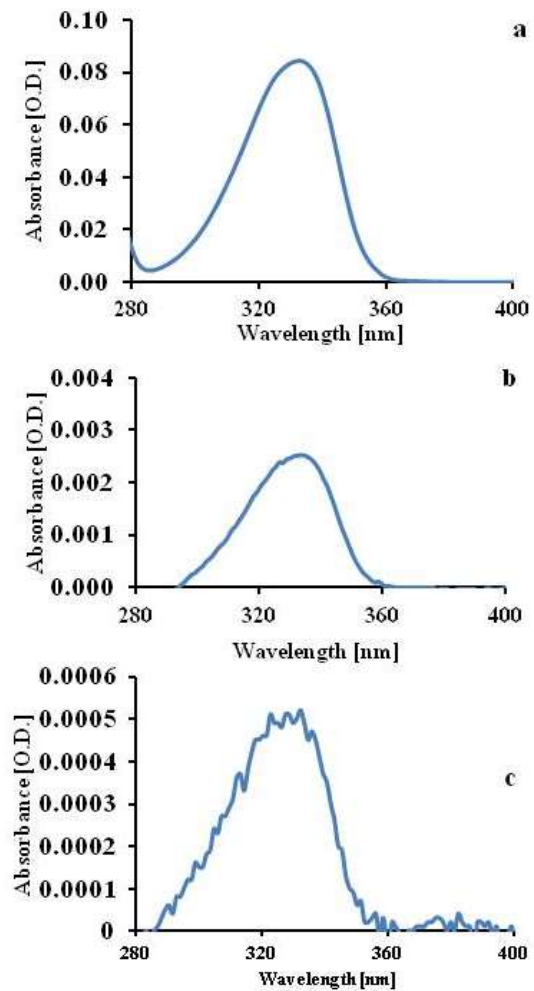 a
Absorbance [O.D.]
0.10
0.08
0.06
0.04
0.02
0.00
280 320 360 400
Wavelength [nm]
b
Absorbance [O.D.]
0.004
0.003
0.002
0.001
0.000
280 320 360 400
Wavelength [nm]
c
Absorbance [O.D.]
0.0006
0.0005
0.0004
0.0003
0.0002
0.0001
0
280 320 360 400
Wavelength [nm]